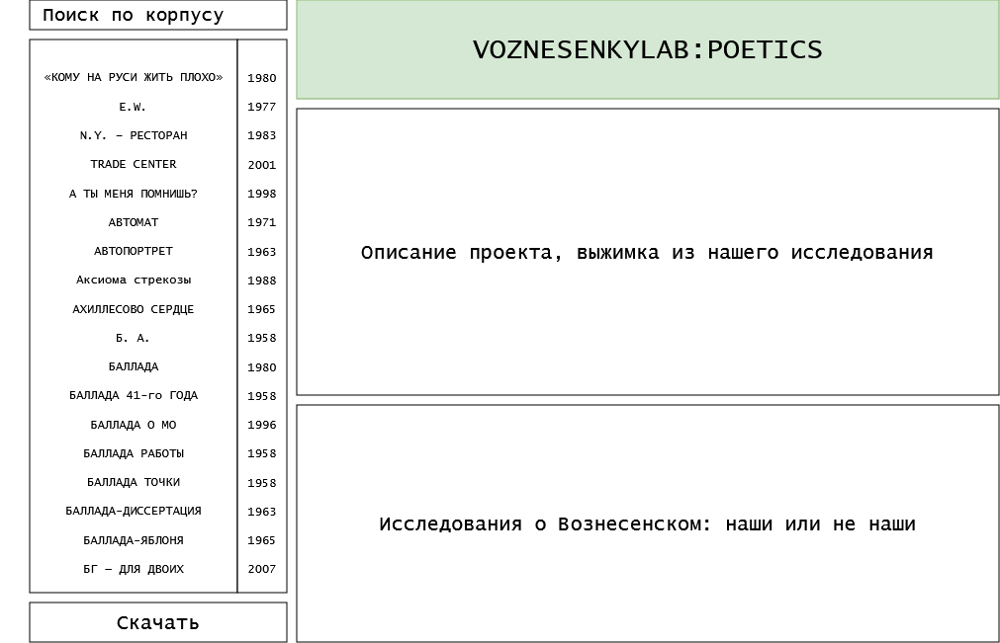 Поиск по корпусу
«КОМУ НА РУСИ ЖИТЬ ПЛОХО» 1980
E.W. 1977
N.Y. – РЕСТОРАН 1983
TRADE CENTER 2001
А ТЫ МЕНЯ ПОМНИШЬ? 1998
АВТОМАТ 1971
АВТОПОРТРЕТ 1963
Аксиома стрекозы 1988
АХИЛЛЕСОВО СЕРДЦЕ 1965
Б. А. 1958
БАЛЛАДА 1980
БАЛЛАДА 41-го ГОДА 1958
БАЛЛАДА О МО 1996
БАЛЛАДА РАБОТЫ 1958
БАЛЛАДА ТОЧКИ 1958
БАЛЛАДА-ДИССЕРТАЦИЯ 1963
БАЛЛАДА-ЯБЛОНЯ 1965
БГ – ДЛЯ ДВОИХ 2007
Скачать
VOZNESENKYLAB:POETICS
Описание проекта, выжимка из нашего исследования
Исследования о Вознесенском: наши или не наши